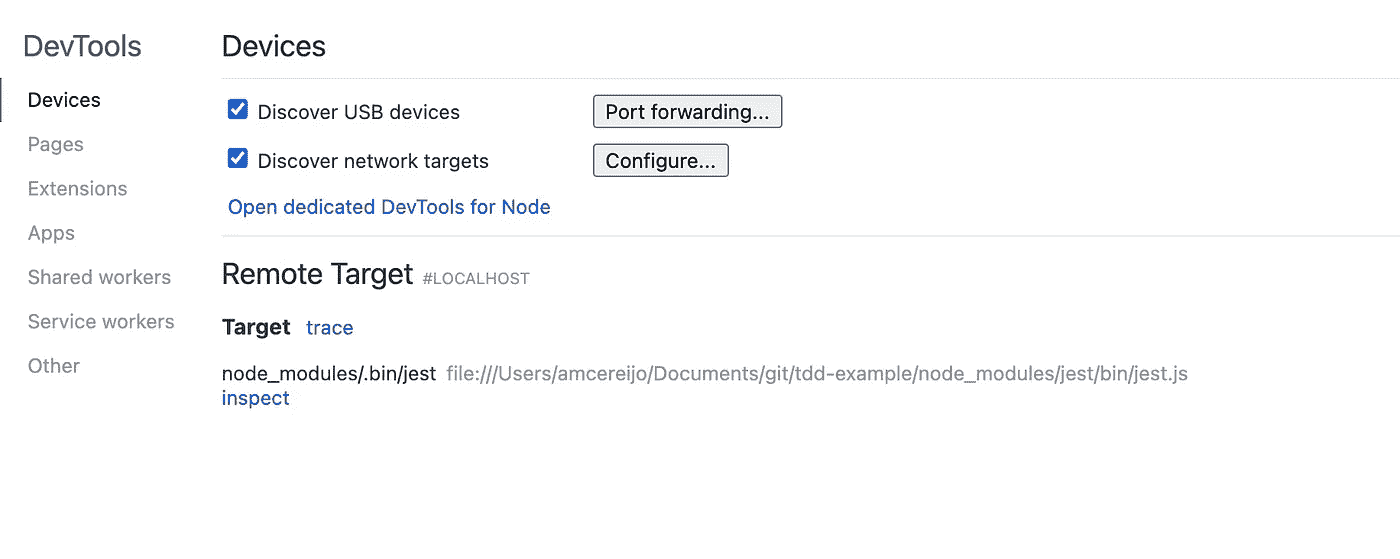 DevTools
Devices
Pages
Extensions
Apps
Shared workers
Service workers
Other
Devices
Discover USB devices Port forwarding...
Discover network targets Configure...
Open dedicated DevTools for Node
Remote Target #LOCALHOST
Target trace
node_modules/.bin/jest file:///Users/amcereijo/Documents/git/tdd-example/node_modules/jest/bin/jest.js
inspect